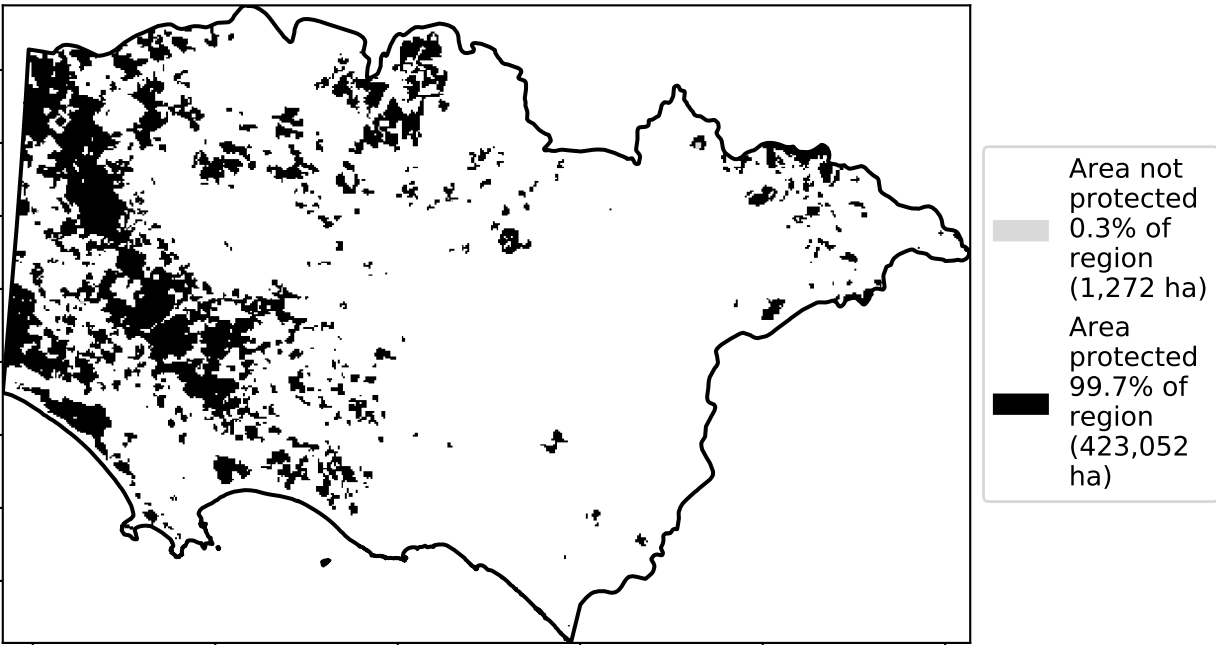 Area not
protected
0.3% of
region
(1,272 ha)
Area
protected
99.7% of
region
(423,052
ha)